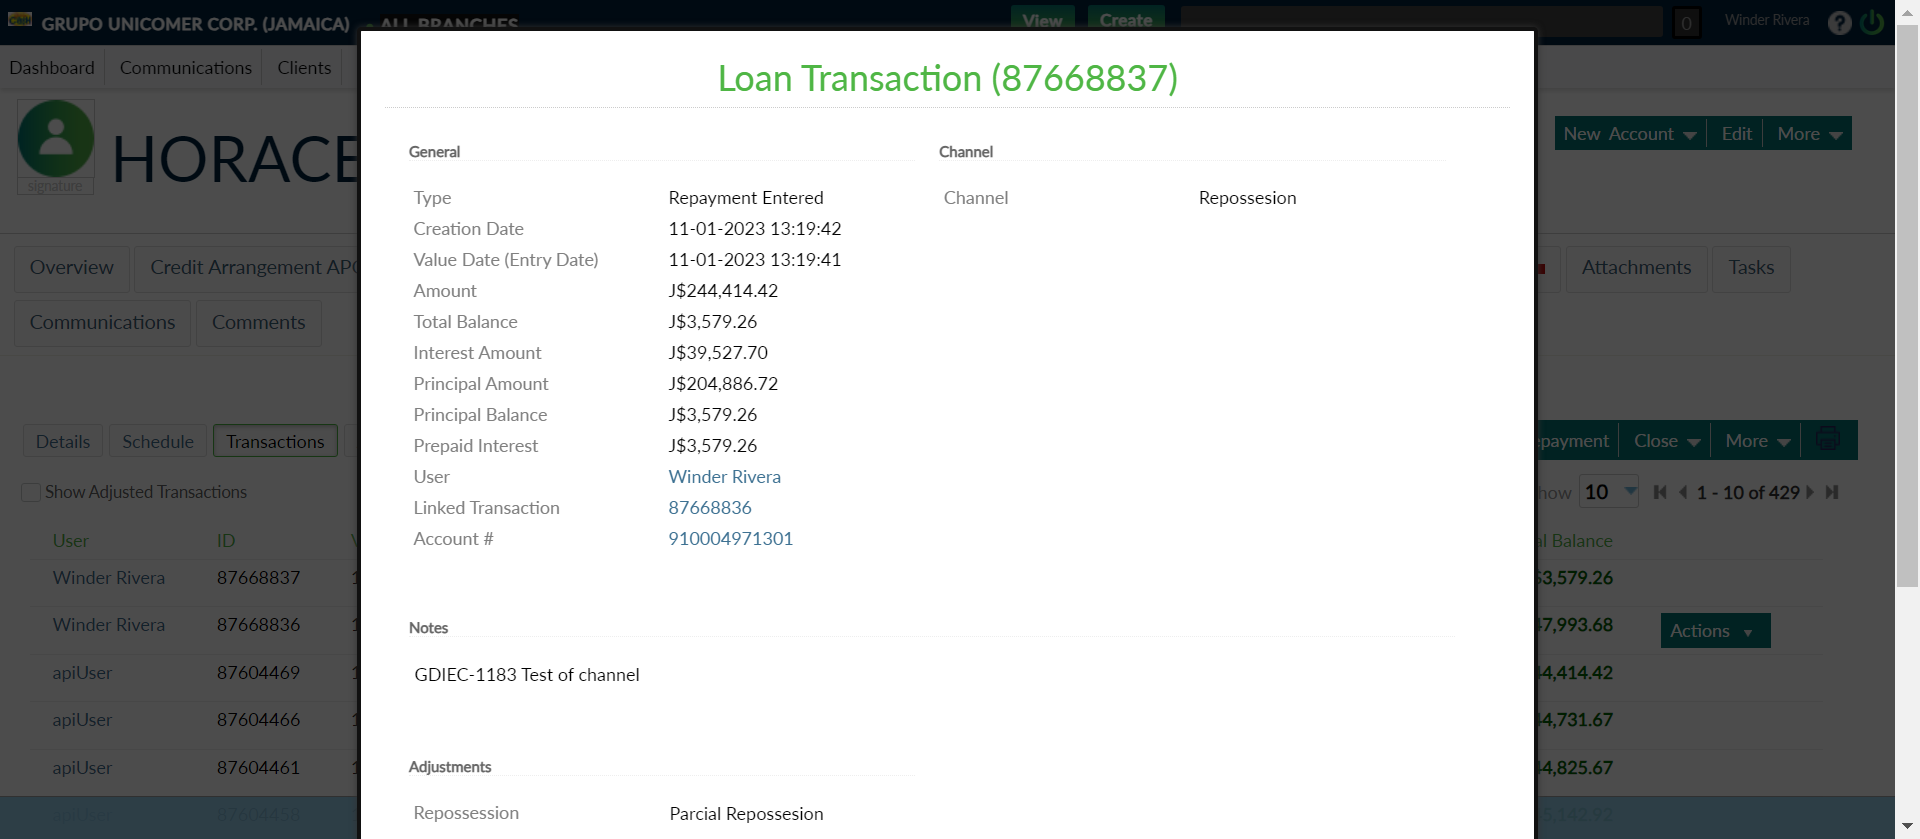 GRUPO UNICOMER CORP. (JAMAICA)
ALL BRANCHES
View
Create
0
Winder Rivera
?
Dashboard
Communications
Clients
signature
HORACE
New Account
Edit
More
Overview
Credit Arrangement
Attachments
Tasks
Communications
Comments
Loan Transaction (87668837)
General
Type Repayment Entered
Creation Date 11-01-2023 13:19:42
Value Date (Entry Date) 11-01-2023 13:19:41
Amount J$244,414.42
Total Balance J$3,579.26
Interest Amount J$39,527.70
Principal Amount J$204,886.72
Principal Balance J$3,579.26
Prepaid Interest J$3,579.26
User Winder Rivera
Linked Transaction 87668836
Account # 910004971301
Channel
Channel Repossesion
Notes
GDIEC-1183 Test of channel
Adjustments
Repossession Parcial Repossesion
Details
Schedule
Transactions
epayment
Close
More
Show Adjusted Transactions
how 10 1 - 10 of 429
User ID al Balance
Winder Rivera 87668837 3,579.26
Winder Rivera 87668836 7,993.68 Actions
apiUser 87604469 4,414.42
apiUser 87604466 4,731.67
apiUser 87604461 4,825.67
apiUser 87604458 5,142.92